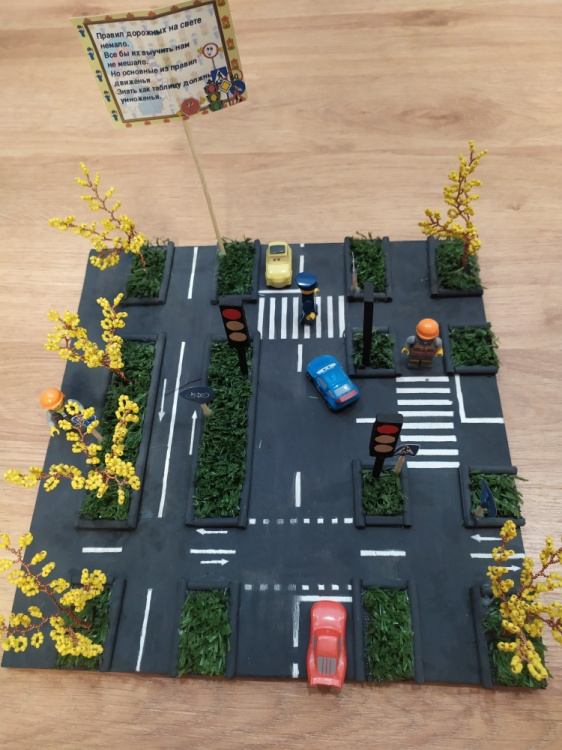 Правил дорожных на свете
немало.
Все бы их выучить нам
не мешало.
Но основные из правил
движенья
Знать как таблицу должны
умноженья.